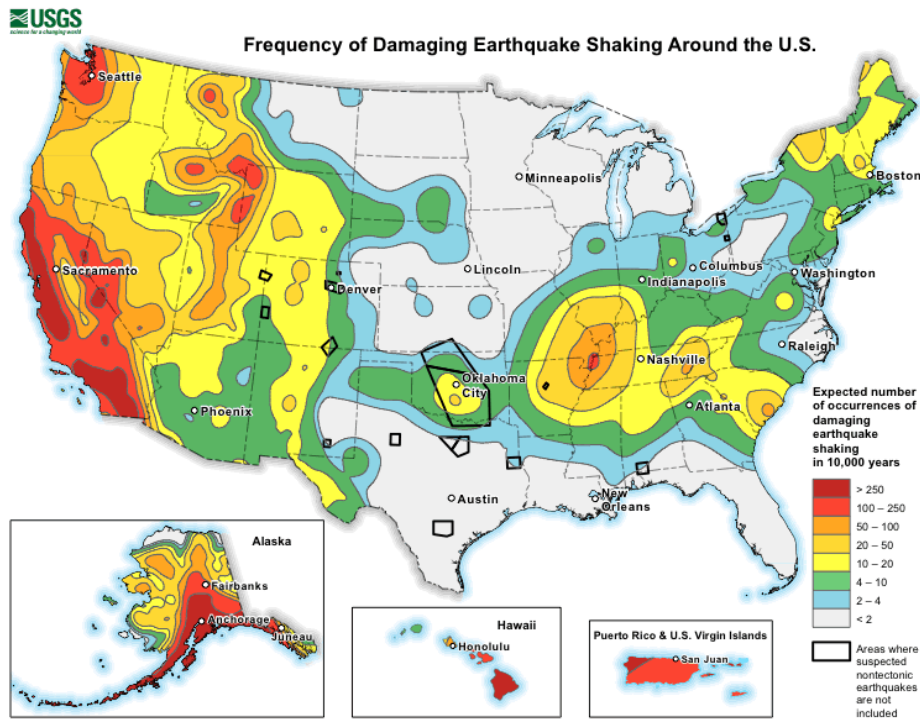 USGS
science for a changing world
Frequency of Damaging Earthquake Shaking Around the U.S.
Seattle
Minneapolis
Boston
Sacramento
Lincoln
Columbus
Washington
Denver
Indianapolis
Raleigh
Nashville
Oklahoma
City
Phoenix
Atlanta
Austin
New
Orleans
Expected number
of occurrences of
damaging
earthquake
shaking
in 10,000 years
> 250
100 – 250
50 – 100
20 – 50
10 – 20
4 – 10
2 – 4
< 2
Areas where
suspected
nontectonic
earthquakes
are not
included
Alaska
Fairbanks
Anchorage
Juneau
Hawaii
Honolulu
Puerto Rico & U.S. Virgin Islands
San Juan